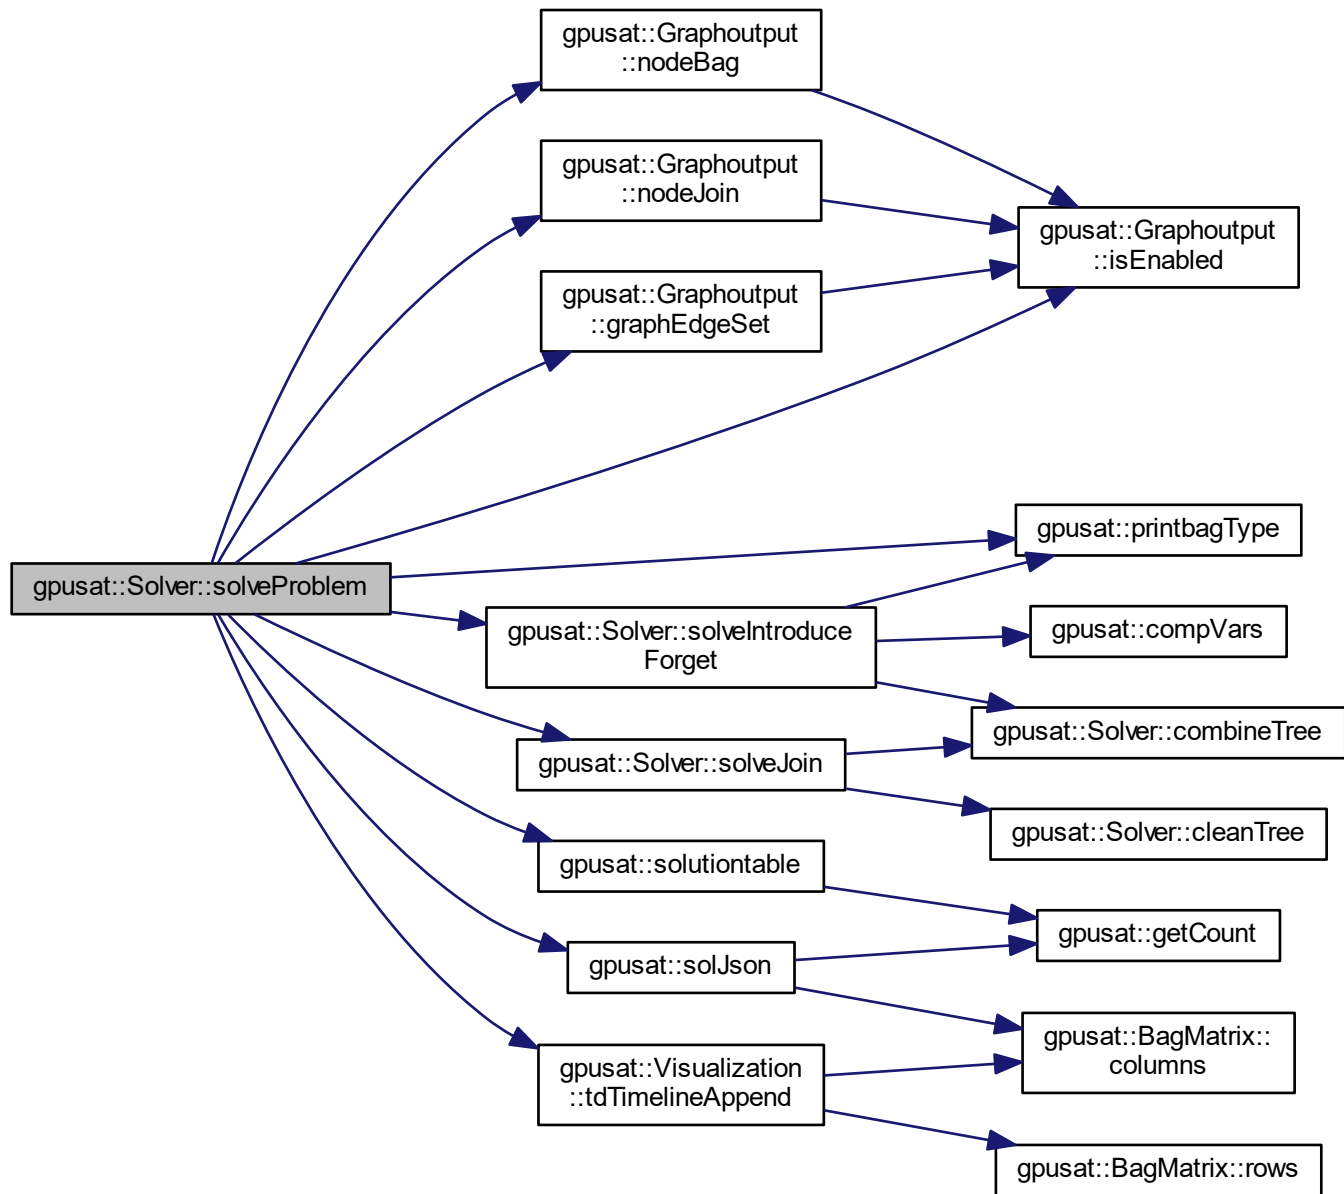 gpusat::Graphoutput
::nodeBag
gpusat::Graphoutput
::nodeJoin
gpusat::Graphoutput
::isEnabled
gpusat::Graphoutput
::graphEdgeSet
gpusat::printbagType
gpusat::Solver::solveProblem
gpusat::Solver::solveIntroduce
Forget
gpusat::compVars
gpusat::Solver::combineTree
gpusat::Solver::solveJoin
gpusat::Solver::cleanTree
gpusat::solutiontable
gpusat::getCount
gpusat::solJson
gpusat::BagMatrix::
columns
gpusat::Visualization
::tdTimelineAppend
gpusat::BagMatrix::rows